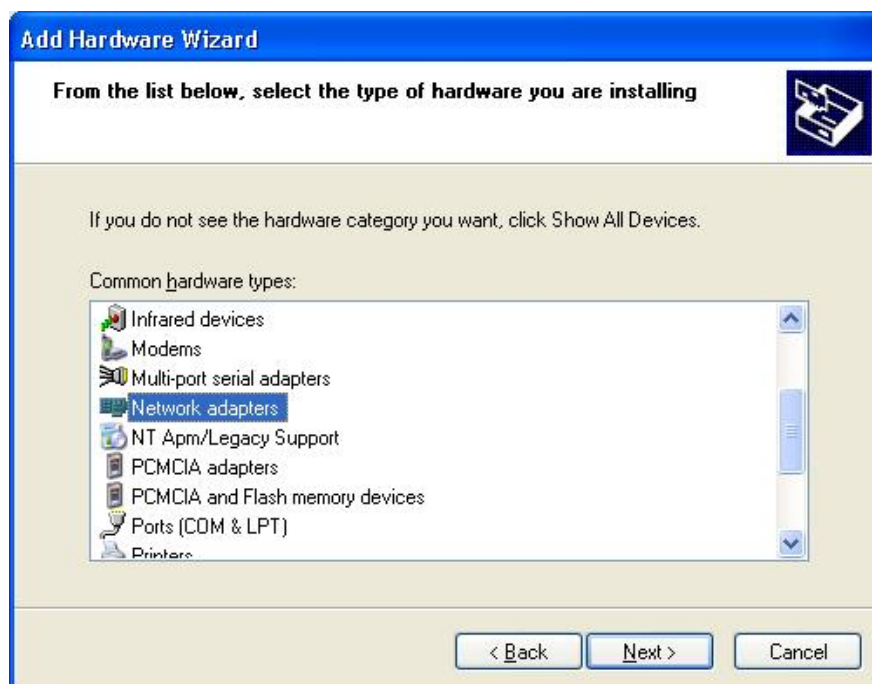 Add Hardware Wizard
From the list below, select the type of hardware you are installing
If you do not see the hardware category you want, click Show All Devices.
Common hardware types:
Infrared devices
Modems
Multi-port serial adapters
Network adapters
NT Apm/Legacy Support
PCMCIA adapters
PCMCIA and Flash memory devices
Ports (COM & LPT)
Printers
< Back Next > Cancel